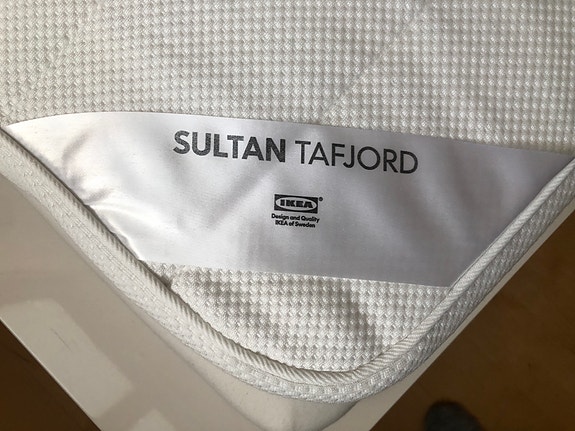 SULTAN TAFJORD
IKEA®
Design and Quality
IKEA of Sweden